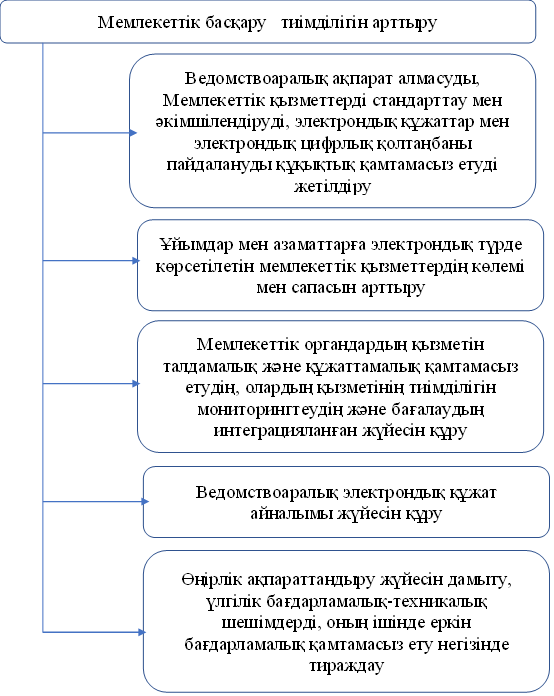 Мемлекеттік басқару тиімділігін арттыру
Ведомствоаралық ақпарат алмасуды,
Мемлекеттік қызметтерді стандарттау мен
әкімшілендіруді, электрондық құжаттар мен
электрондық цифрлық қолтаңбаны
пайдалануды құқықтық қамтамасыз етуді
жетілдіру
Ұйымдар мен азаматтарға электрондық түрде
көрсетілетін мемлекеттік қызметтердің көлемі
мен сапасын арттыру
Мемлекеттік органдардың қызметін
талдамалық және құжаттамалық қамтамасыз
етудің, олардың қызметінің тиімділігін
мониторингтеудің және бағалаудың
интеграцияланған жүйесін құру
Ведомствоаралық электрондық құжат
айналымы жүйесін құру
Өңірлік ақпараттандыру жүйесін дамыту,
үлгілік бағдарламалық-техникалық
шешімдерді, оның ішінде еркін
бағдарламалық қамтамасыз ету негізінде
тираждау